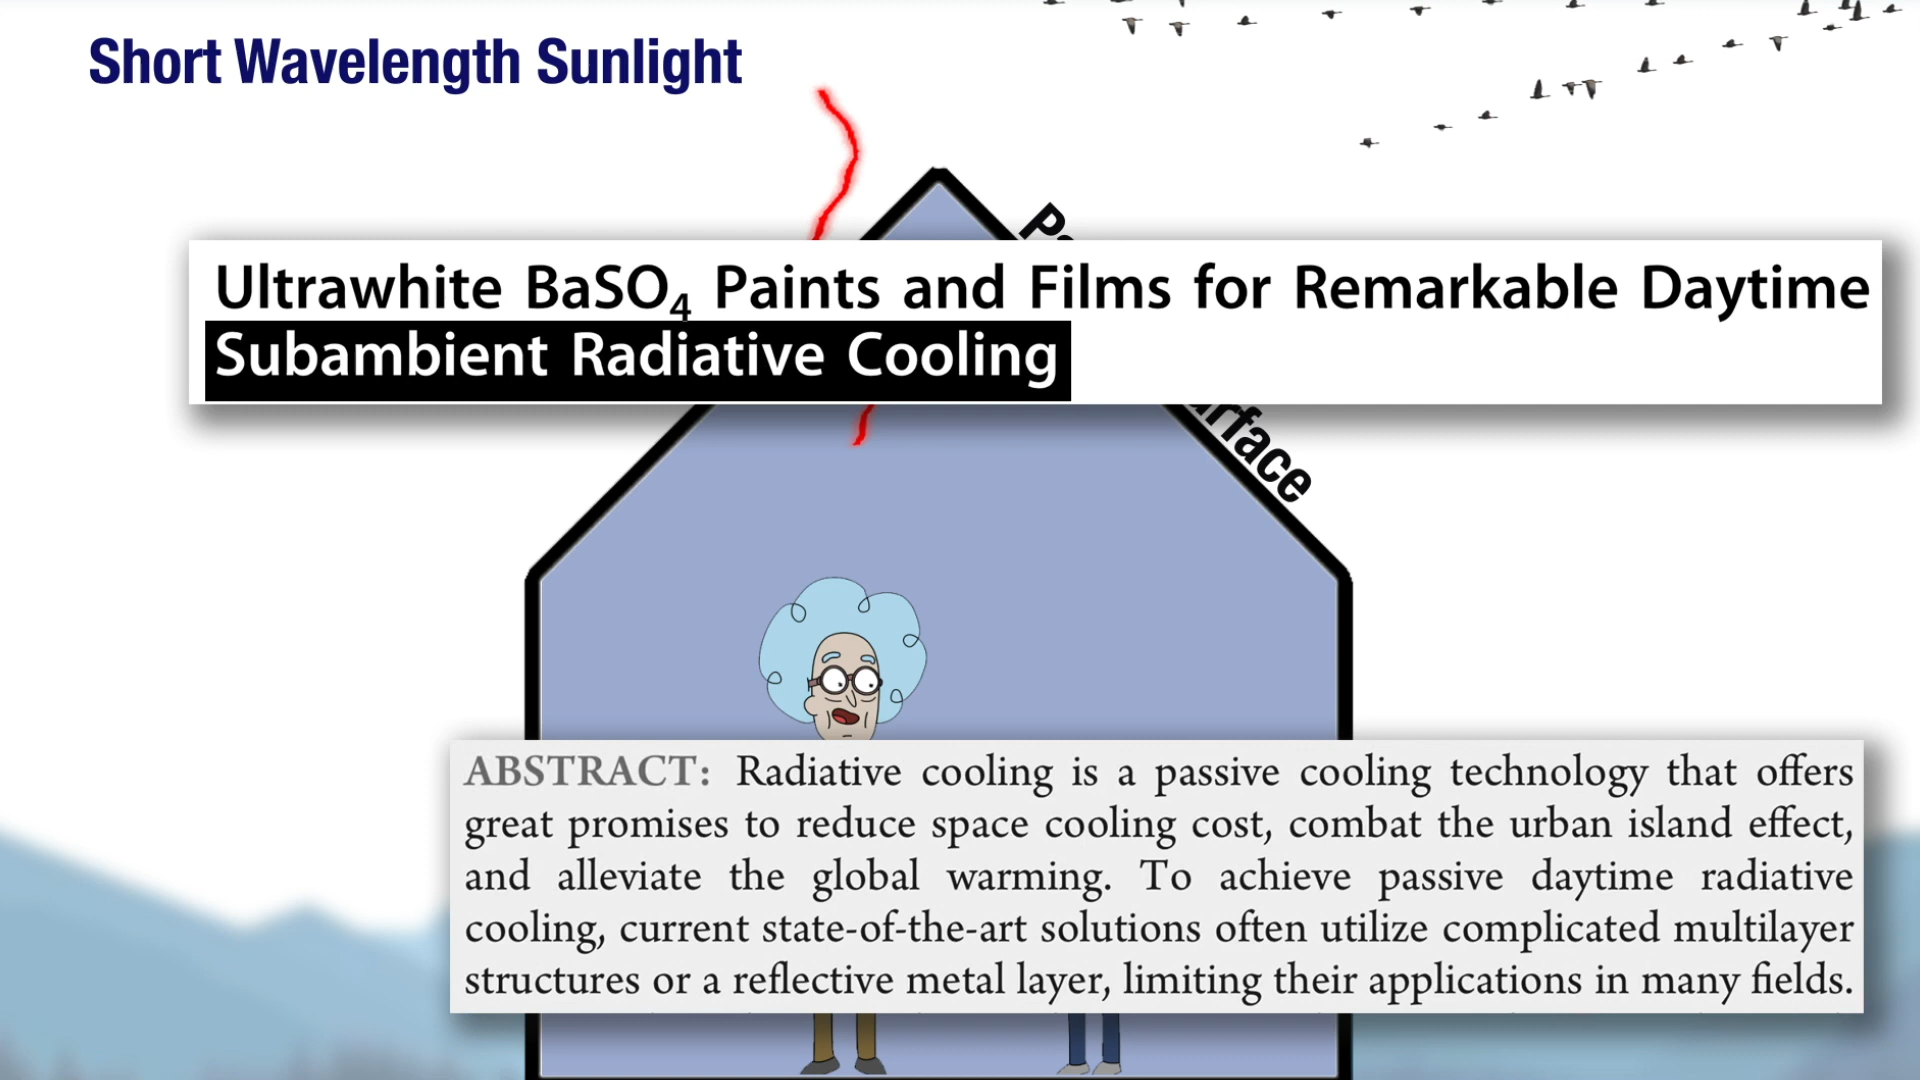 Short Wavelength Sunlight
Ultrawhite BaSO₄ Paints and Films for Remarkable Daytime
Subambient Radiative Cooling
ABSTRACT: Radiative cooling is a passive cooling technology that offers
great promises to reduce space cooling cost, combat the urban island effect,
and alleviate the global warming. To achieve passive daytime radiative
cooling, current state-of-the-art solutions often utilize complicated multilayer
structures or a reflective metal layer, limiting their applications in many fields.